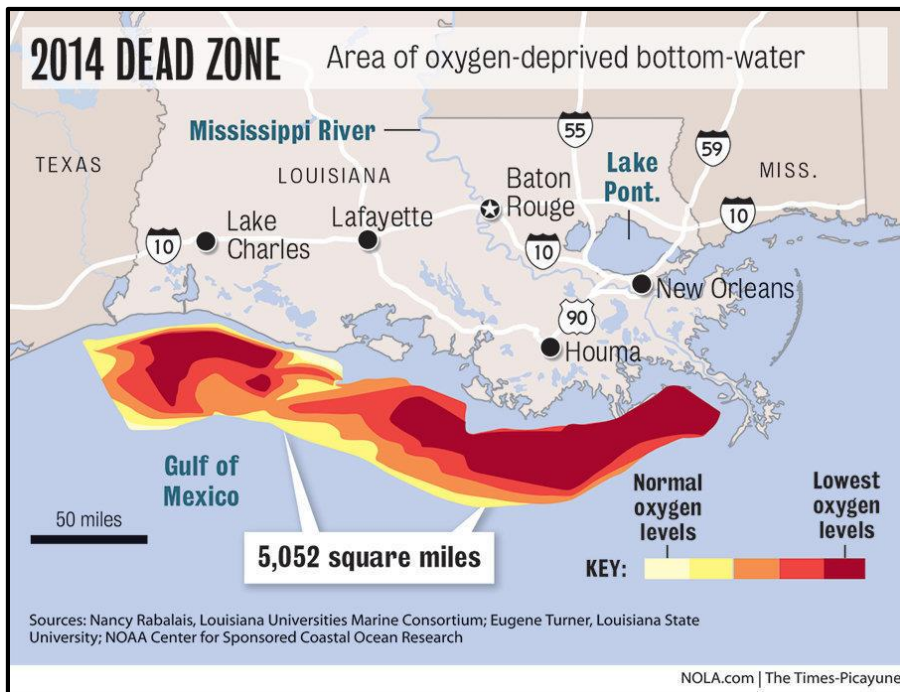 2014 DEAD ZONE
Area of oxygen-deprived bottom-water
Mississippi River
55
59
TEXAS
LOUISIANA
Baton
Rouge
Lake
Pont.
MISS.
Lake
Charles
Lafayette
10
10
10
New Orleans
90
Houma
Gulf of
Mexico
50 miles
5,052 square miles
Normal
oxygen
levels
Lowest
oxygen
levels
KEY:
Sources: Nancy Rabalais, Louisiana Universities Marine Consortium; Eugene Turner, Louisiana State
University; NOAA Center for Sponsored Coastal Ocean Research
NOLA.com | The Times-Picayune